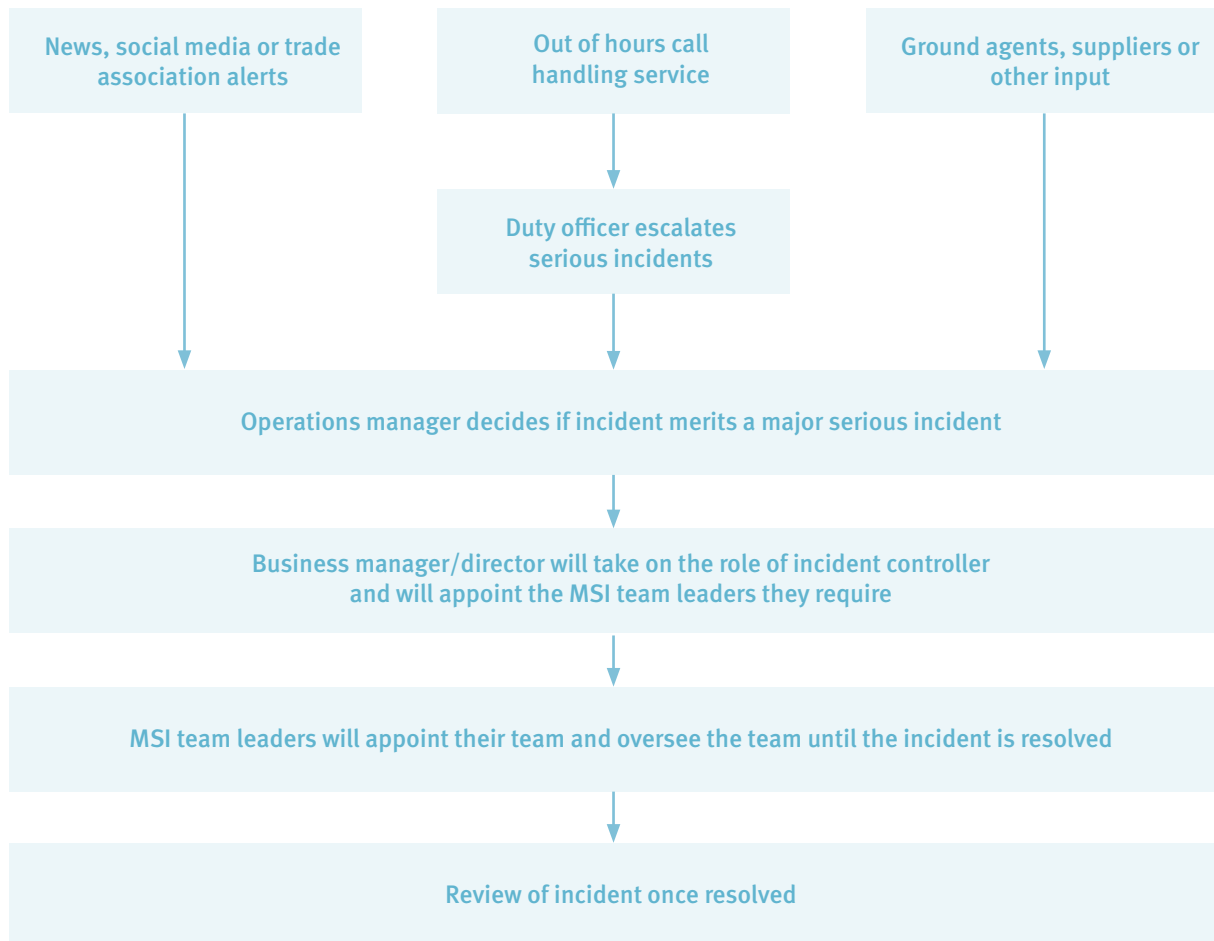 News, social media or trade
association alerts
Out of hours call
handling service
Ground agents, suppliers or
other input
Duty officer escalates
serious incidents
Operations manager decides if incident merits a major serious incident
Business manager/director will take on the role of incident controller
and will appoint the MSI team leaders they require
MSI team leaders will appoint their team and oversee the team until the incident is resolved
Review of incident once resolved